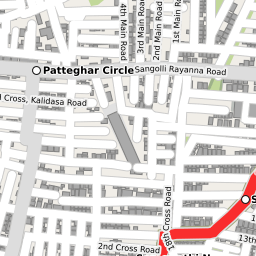 4th Main Road
3rd Main Road
2nd Main Road
1st Main Road
Patteghar Circle
Sangolli Rayanna Road
d Cross, Kalidasa Road
18th Cross Road
2nd Cross Road
13th